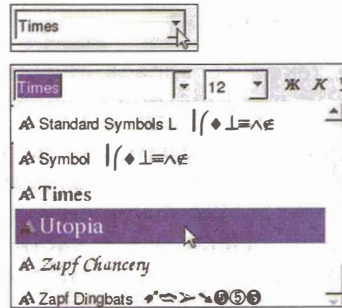 Times
Times 12 Ж К
Standard Symbols L ⎮⎛♦⊥≡∧∉
Symbol ⎮⎛♦⊥≡∧∉
Times
Utopia
Zapf Chancery
Zapf Dingbats